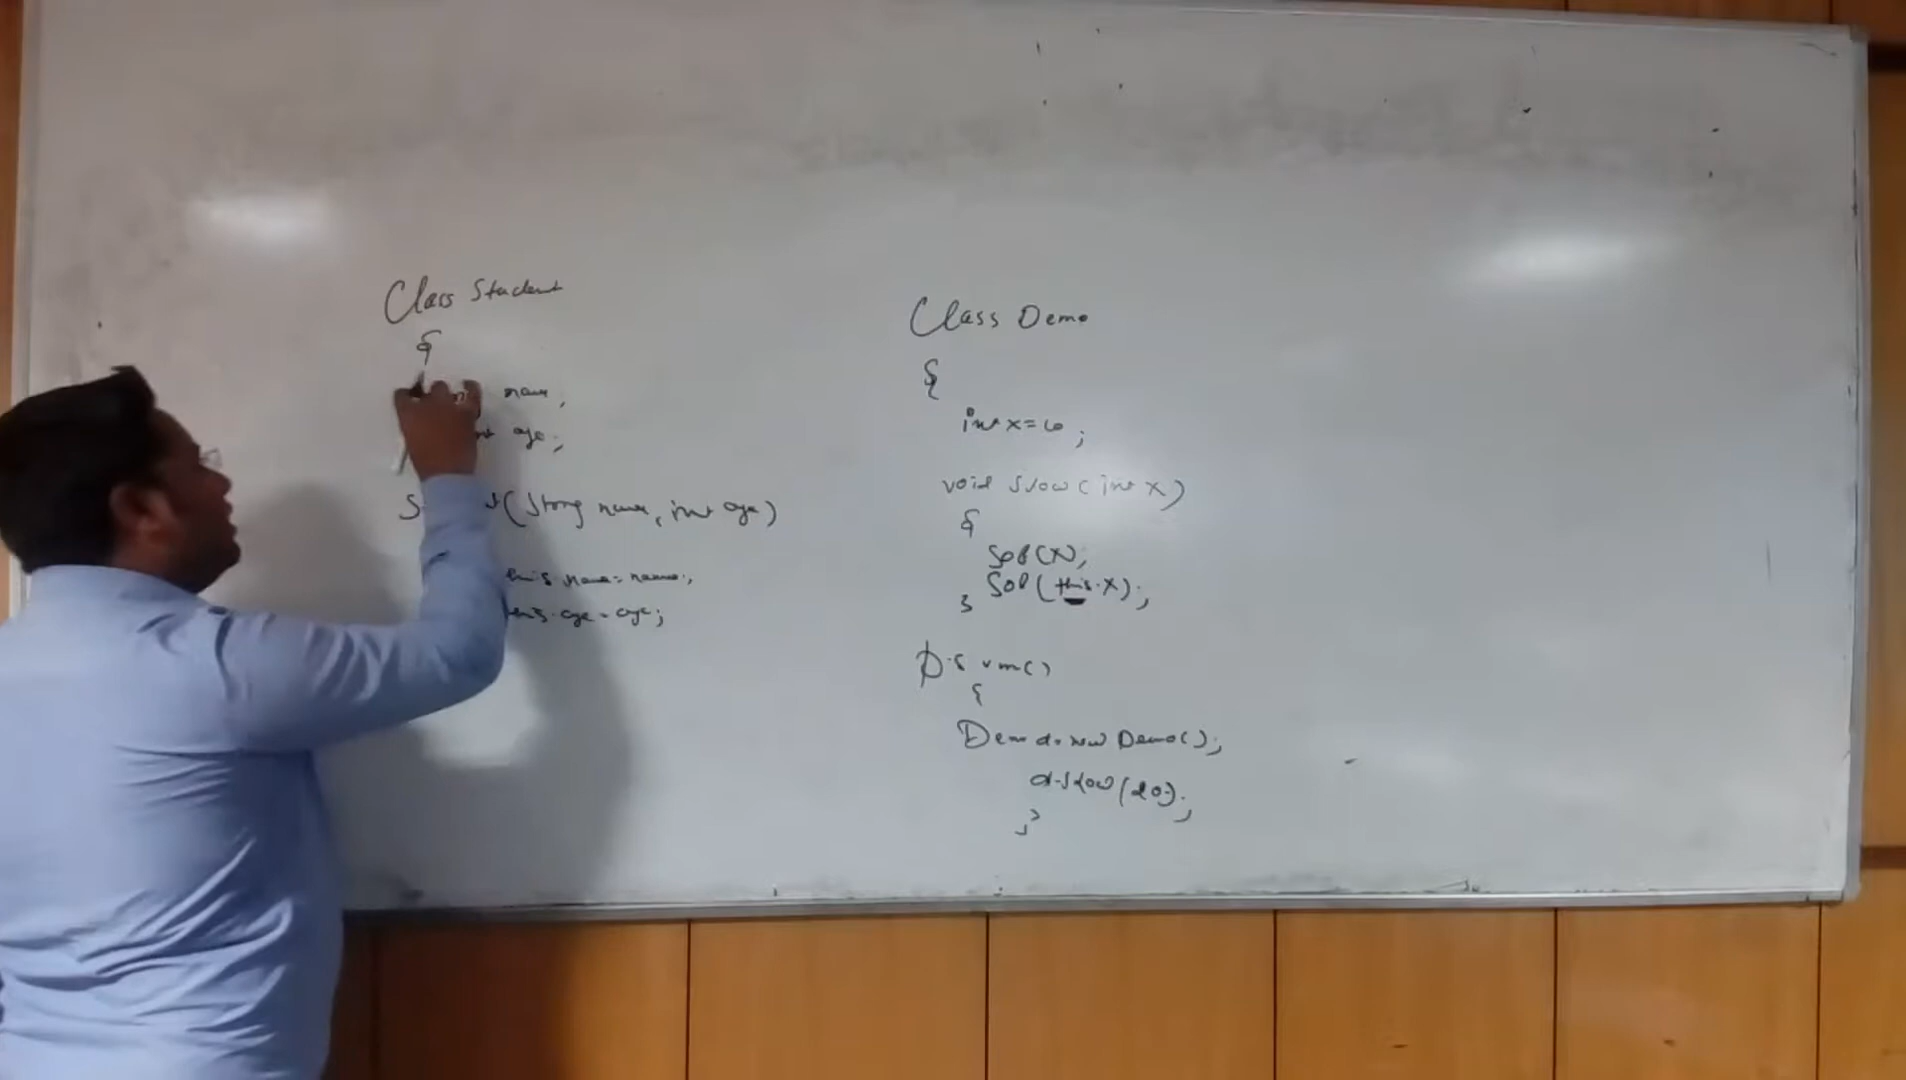 Class Student
{
name;
int age;
(String name, int age)
this.name = name;
this.age = age;
Class Demo
{
int x = 10;
void show(int x)
{
SOP(x);
SOP(this.x);
}
P.S v m()
{
Demo d = new Demo();
d.show(20);
}